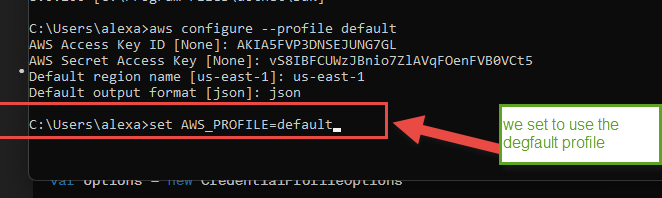 C:\Users\alexa>aws configure --profile default
AWS Access Key ID [None]: AKIA5FVP3DNSEJUNG7GL
AWS Secret Access Key [None]: vS8IBFCUWzJBnio7ZlAVqFOenFVB0VCt5
Default region name [us-east-1]: us-east-1
Default output format [json]: json
C:\Users\alexa>set AWS_PROFILE=default
we set to use the
degfault profile
var options = new CredentialProfileOptions